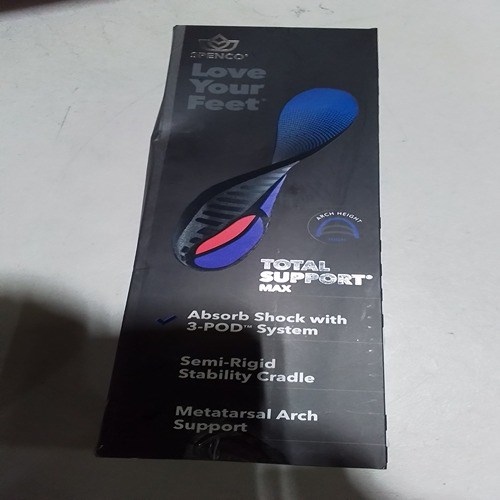 SPENCO®
Love
Your
Feet™
ARCH HEIGHT
TOTAL
SUPPORT®
MAX
Absorb Shock with
3-POD™ System
Semi-Rigid
Stability Cradle
Metatarsal Arch
Support